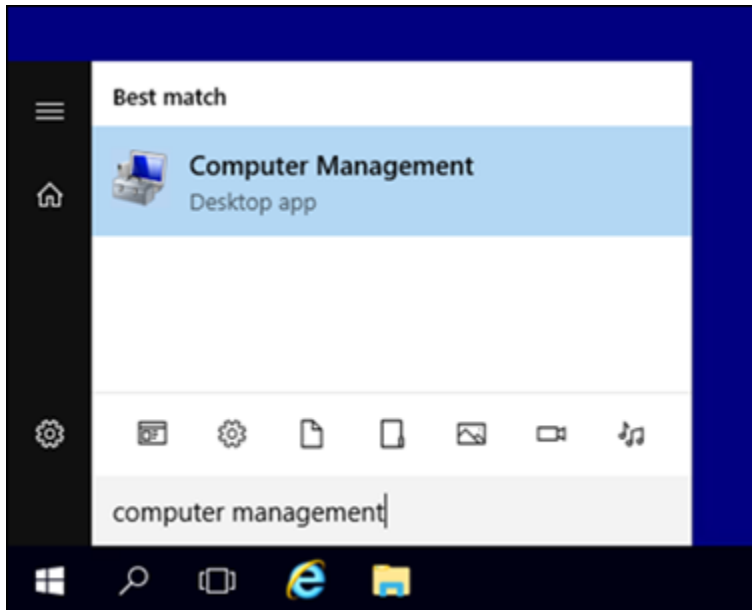 Best match
Computer Management
Desktop app
computer management